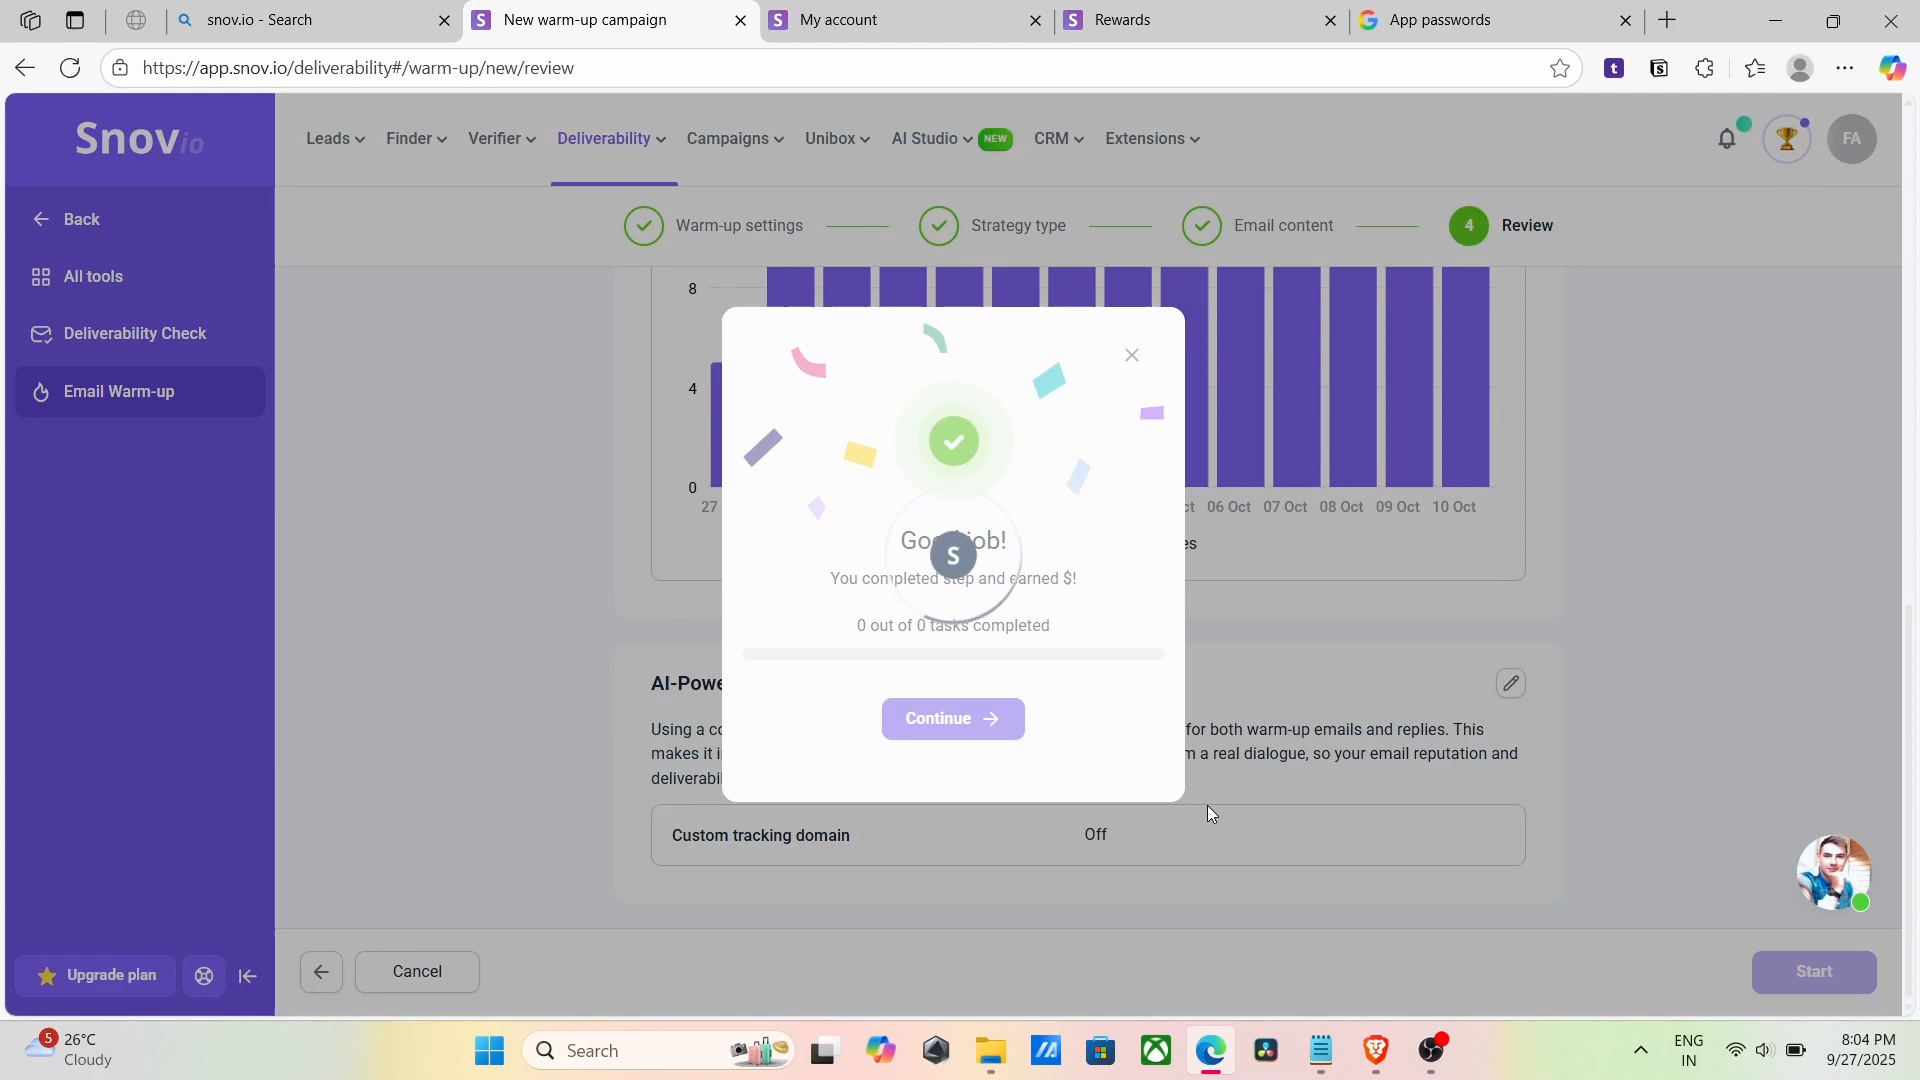 snov.io - Search
New warm-up campaign
My account
Rewards
App passwords
https://app.snov.io/deliverability#/warm-up/new/review
Snovio
Leads
Finder
Verifier
Deliverability
Campaigns
Unibox
AI Studio
NEW
CRM
Extensions
FA
Back
All tools
Deliverability Check
Email Warm-up
Warm-up settings
Strategy type
Email content
4
Review
8
4
0
27
ct
06 Oct
07 Oct
08 Oct
09 Oct
10 Oct
es
Good job!
S
You completed step and earned $!
0 out of 0 tasks completed
Continue
AI-Powe
Using a co
for both warm-up emails and replies. This
makes it i
m a real dialogue, so your email reputation and
deliverabil
Custom tracking domain
Off
Upgrade plan
Cancel
Start
5
26°C
Cloudy
Search
ENG
IN
8:04 PM
9/27/2025